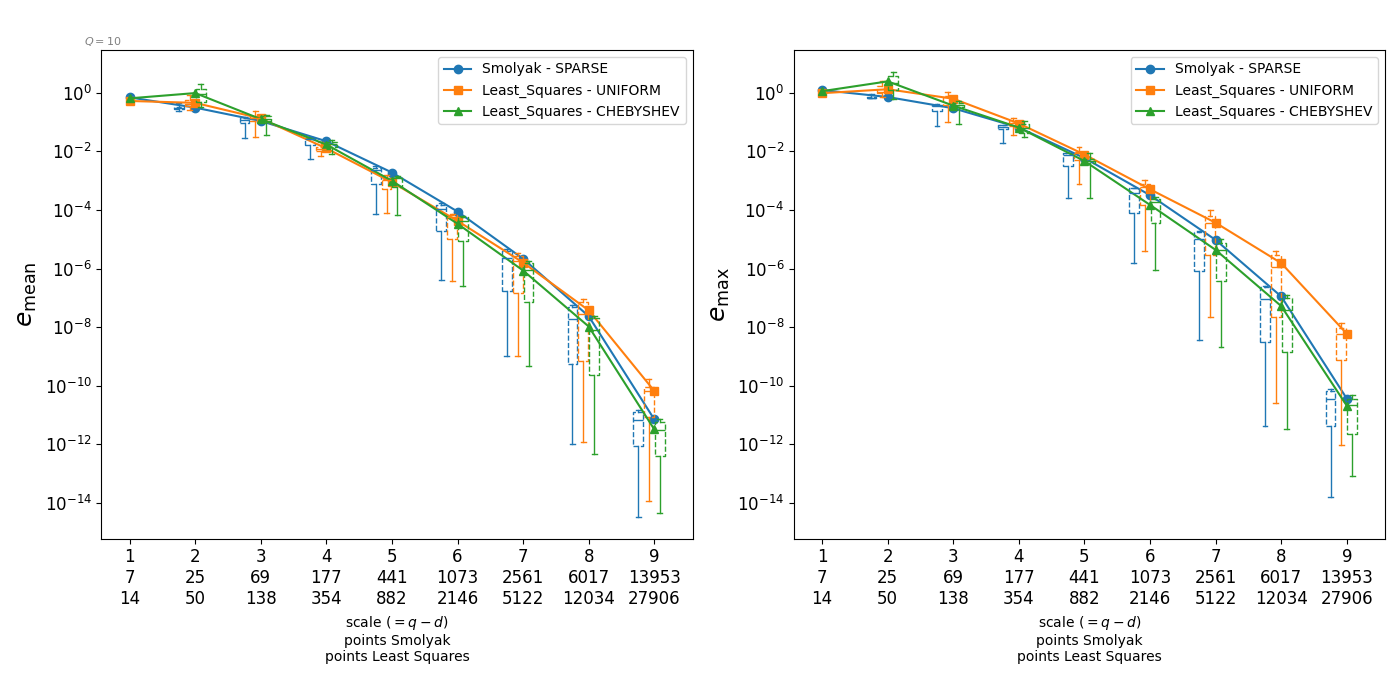 Q = 10
Smolyak - SPARSE
Least_Squares - UNIFORM
Least_Squares - CHEBYSHEV
10⁰
10⁻²
10⁻⁴
10⁻⁶
10⁻⁸
10⁻¹⁰
10⁻¹²
10⁻¹⁴
e_mean
1 2 3 4 5 6 7 8 9
7 25 69 177 441 1073 2561 6017 13953
14 50 138 354 882 2146 5122 12034 27906
scale (= q − d)
points Smolyak
points Least Squares
Smolyak - SPARSE
Least_Squares - UNIFORM
Least_Squares - CHEBYSHEV
10⁰
10⁻²
10⁻⁴
10⁻⁶
10⁻⁸
10⁻¹⁰
10⁻¹²
10⁻¹⁴
e_max
1 2 3 4 5 6 7 8 9
7 25 69 177 441 1073 2561 6017 13953
14 50 138 354 882 2146 5122 12034 27906
scale (= q − d)
points Smolyak
points Least Squares